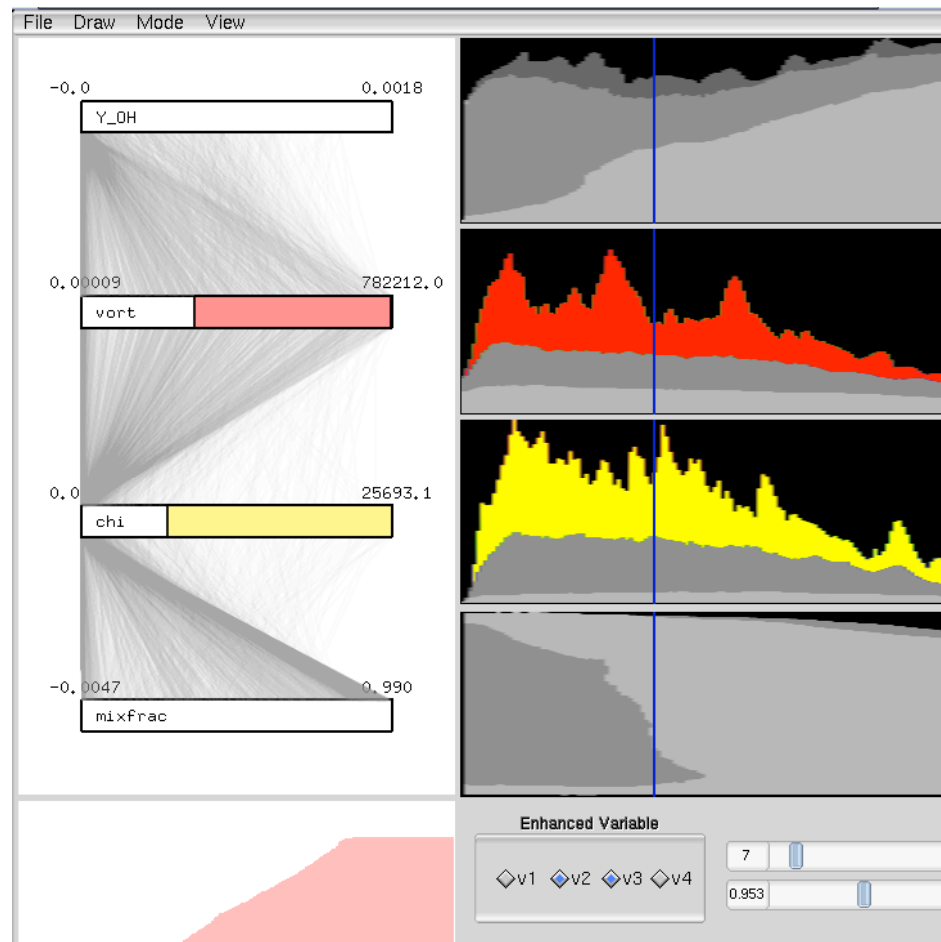 File Draw Mode View
-0.0 0.0018
Y_OH
0.00009 782212.0
vort
0.0 25693.1
chi
-0.0047 0.990
mixfrac
Enhanced Variable
v1 v2 v3 v4
7
0.953